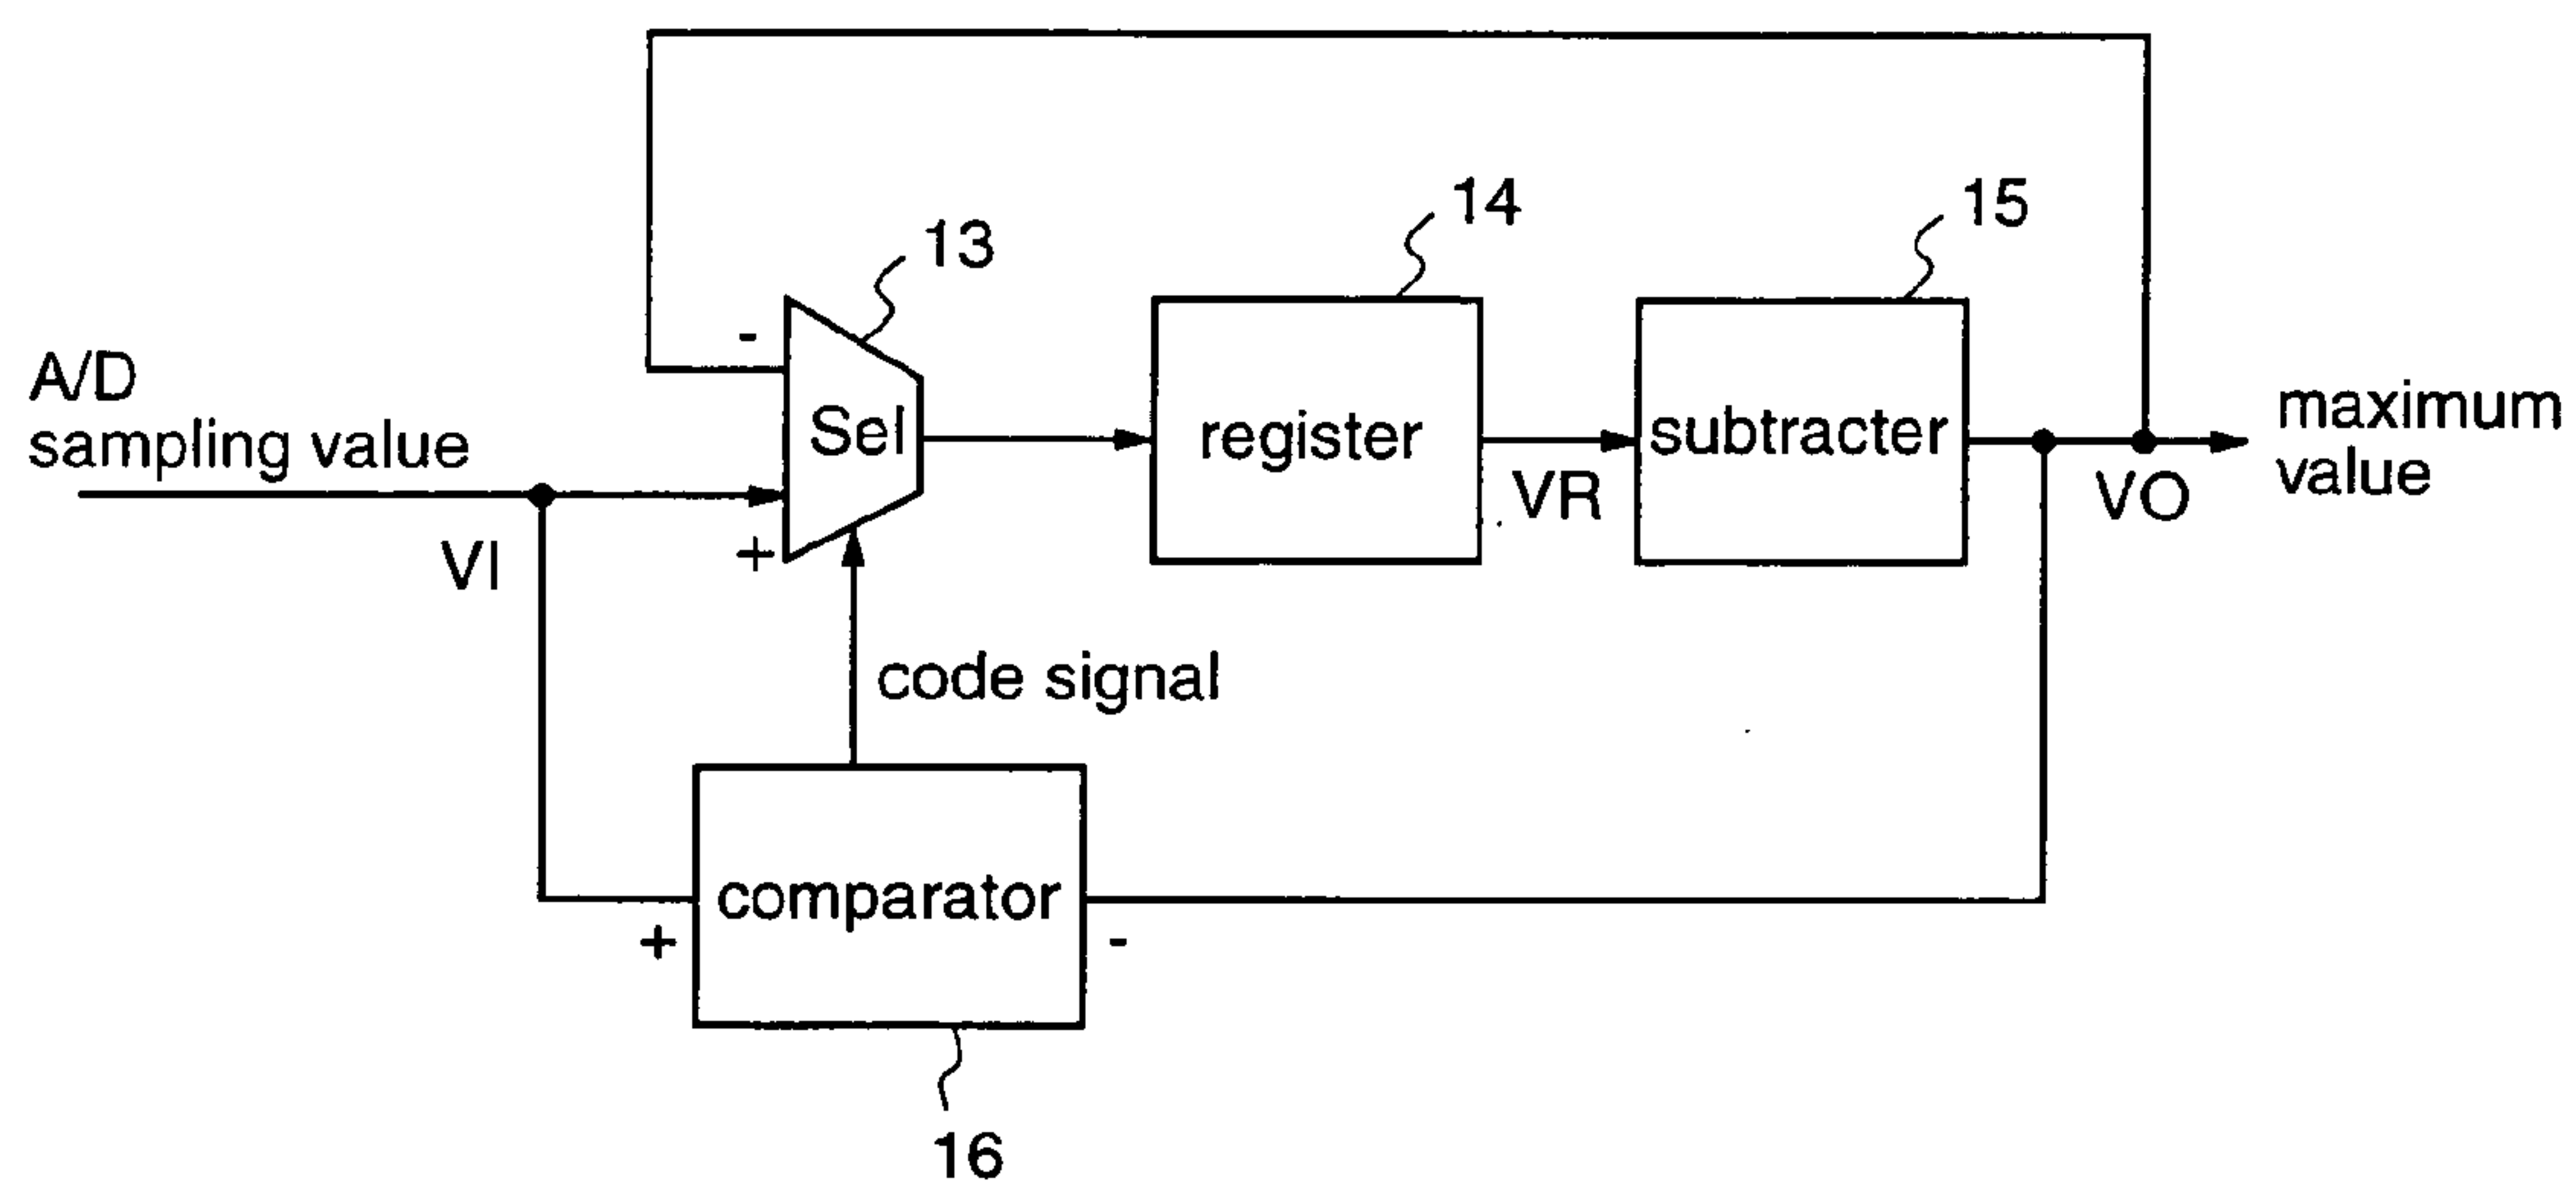 14
15
13
-
A/D
sampling value
Sel
register
subtracter
maximum
value
VR
VO
VI
+
code signal
comparator
+
-
16